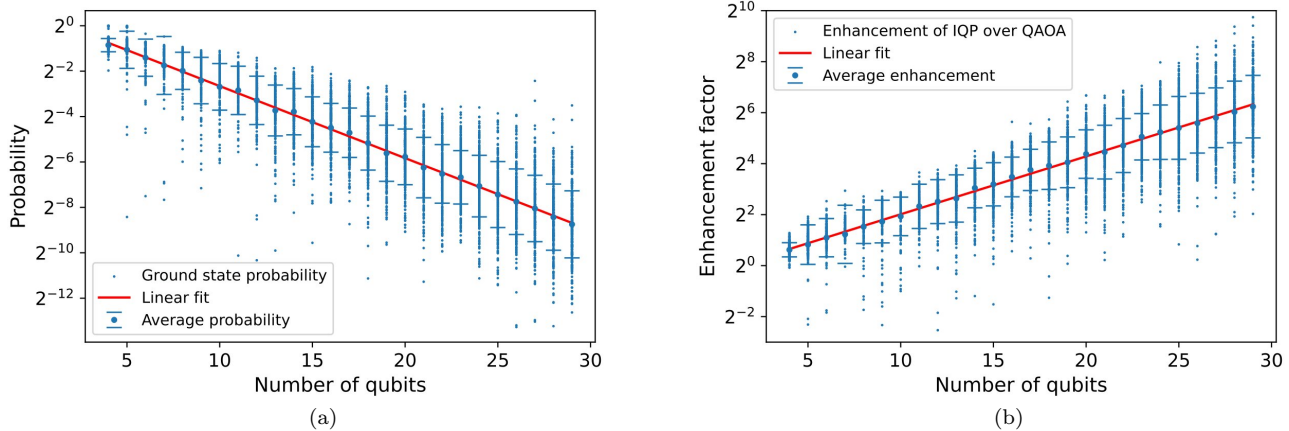 2^0
2^-2
2^-4
2^-6
2^-8
2^-10
2^-12
Probability
Ground state probability
Linear fit
Average probability
5 10 15 20 25 30
Number of qubits
(a)
2^10
2^8
2^6
2^4
2^2
2^0
2^-2
Enhancement factor
Enhancement of IQP over QAOA
Linear fit
Average enhancement
5 10 15 20 25 30
Number of qubits
(b)